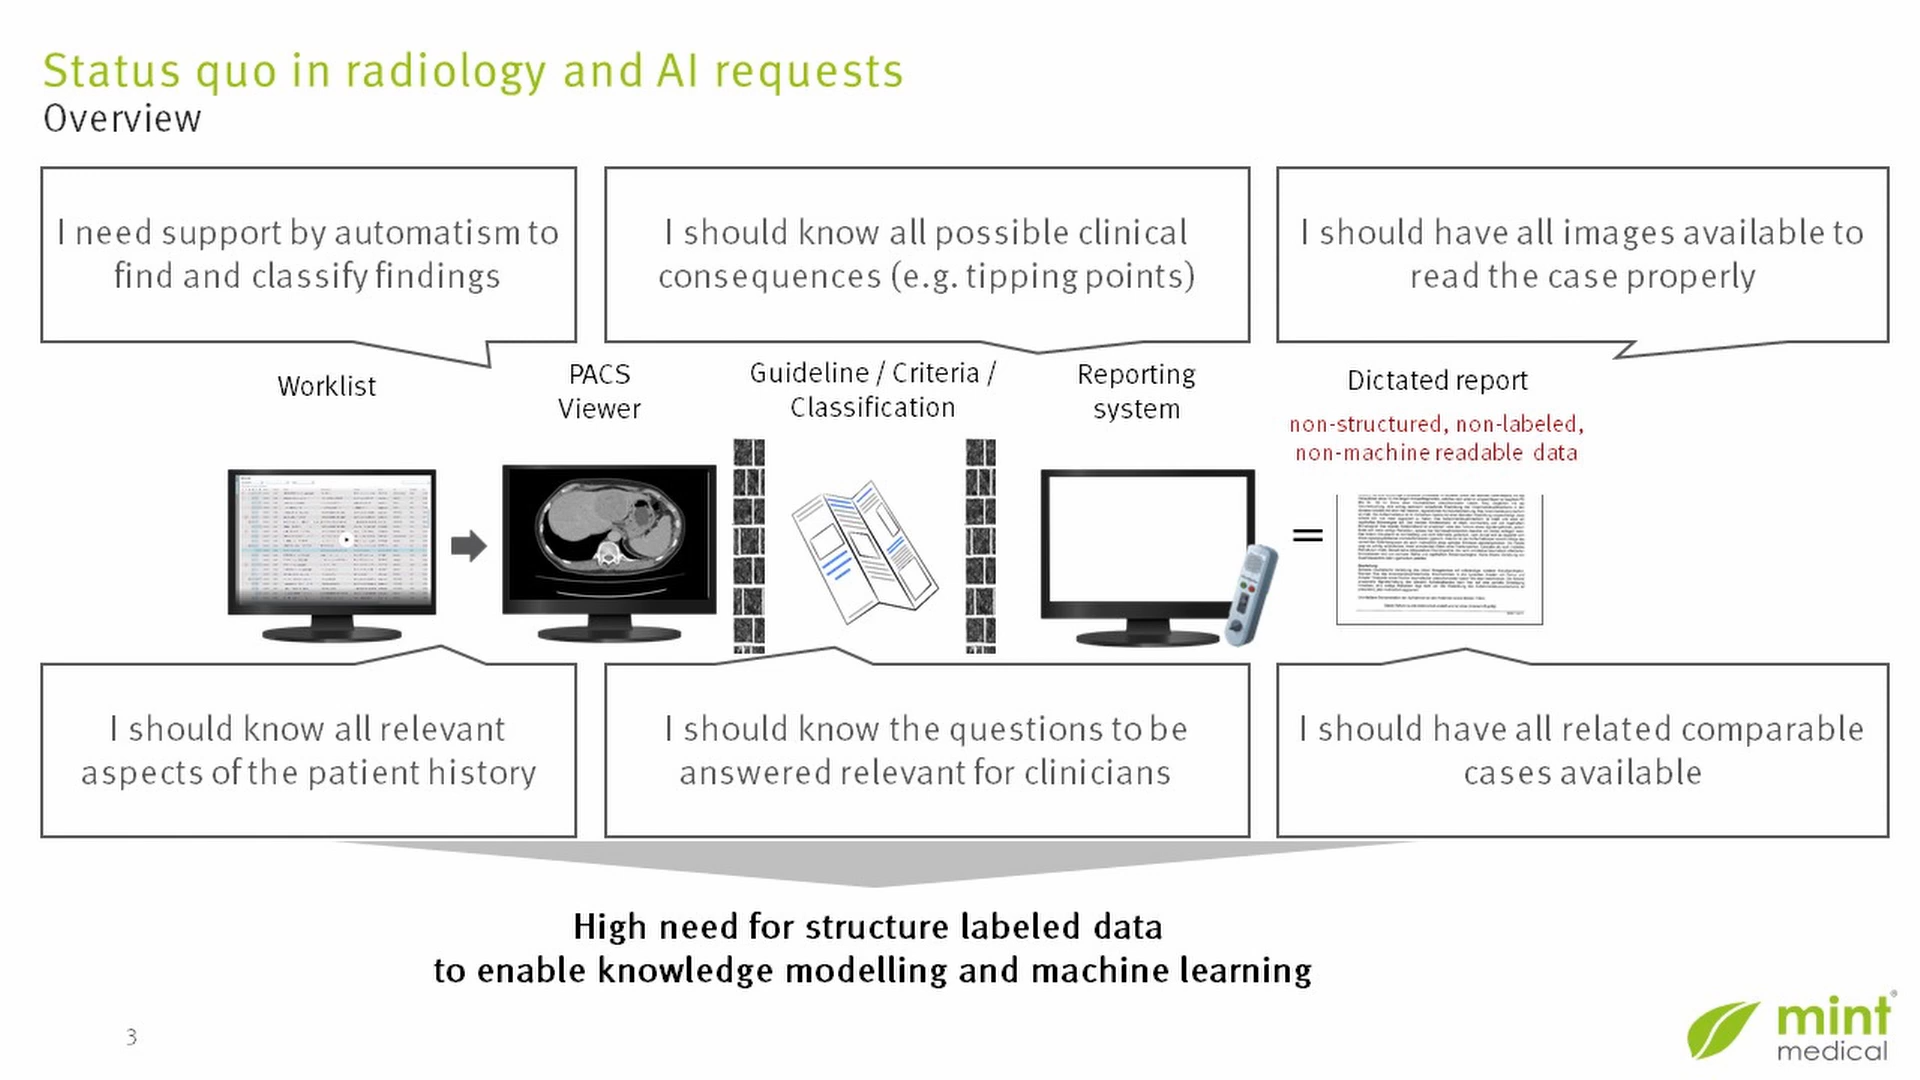 Status quo in radiology and AI requests
Overview
I need support by automatism to
find and classify findings
I should know all possible clinical
consequences (e.g. tipping points)
I should have all images available to
read the case properly
Worklist
PACS
Viewer
Guideline / Criteria /
Classification
Reporting
system
Dictated report
non-structured, non-labeled,
non-machine readable data
=
I should know all relevant
aspects of the patient history
I should know the questions to be
answered relevant for clinicians
I should have all related comparable
cases available
High need for structure labeled data
to enable knowledge modelling and machine learning
3
mint®
medical